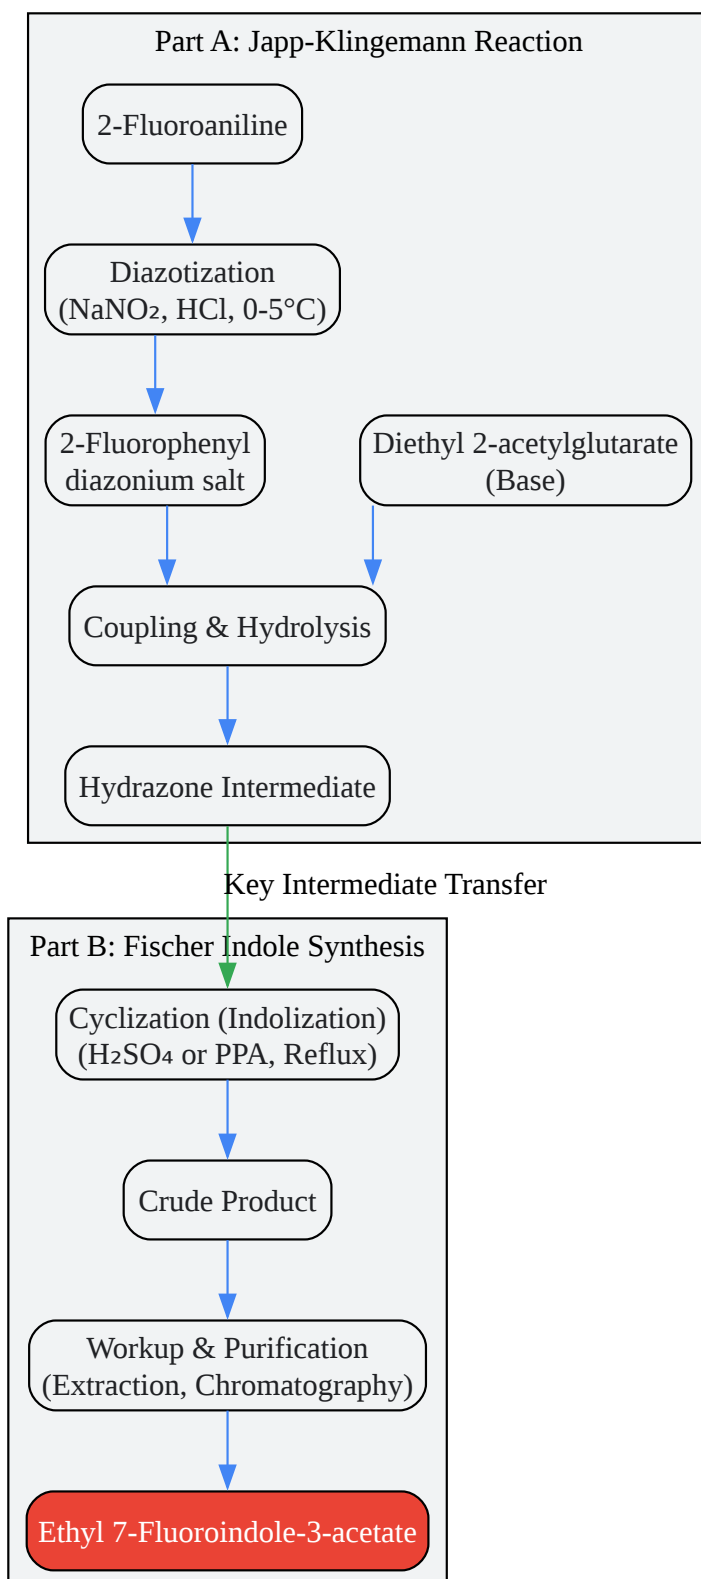 Part A: Japp-Klingemann Reaction
2-Fluoroaniline
Diazotization
(NaNO₂, HCl, 0-5°C)
2-Fluorophenyl
diazonium salt
Diethyl 2-acetylglutarate
(Base)
Coupling & Hydrolysis
Hydrazone Intermediate
Key Intermediate Transfer
Part B: Fischer Indole Synthesis
Cyclization (Indolization)
(H₂SO₄ or PPA, Reflux)
Crude Product
Workup & Purification
(Extraction, Chromatography)
Ethyl 7-Fluoroindole-3-acetate